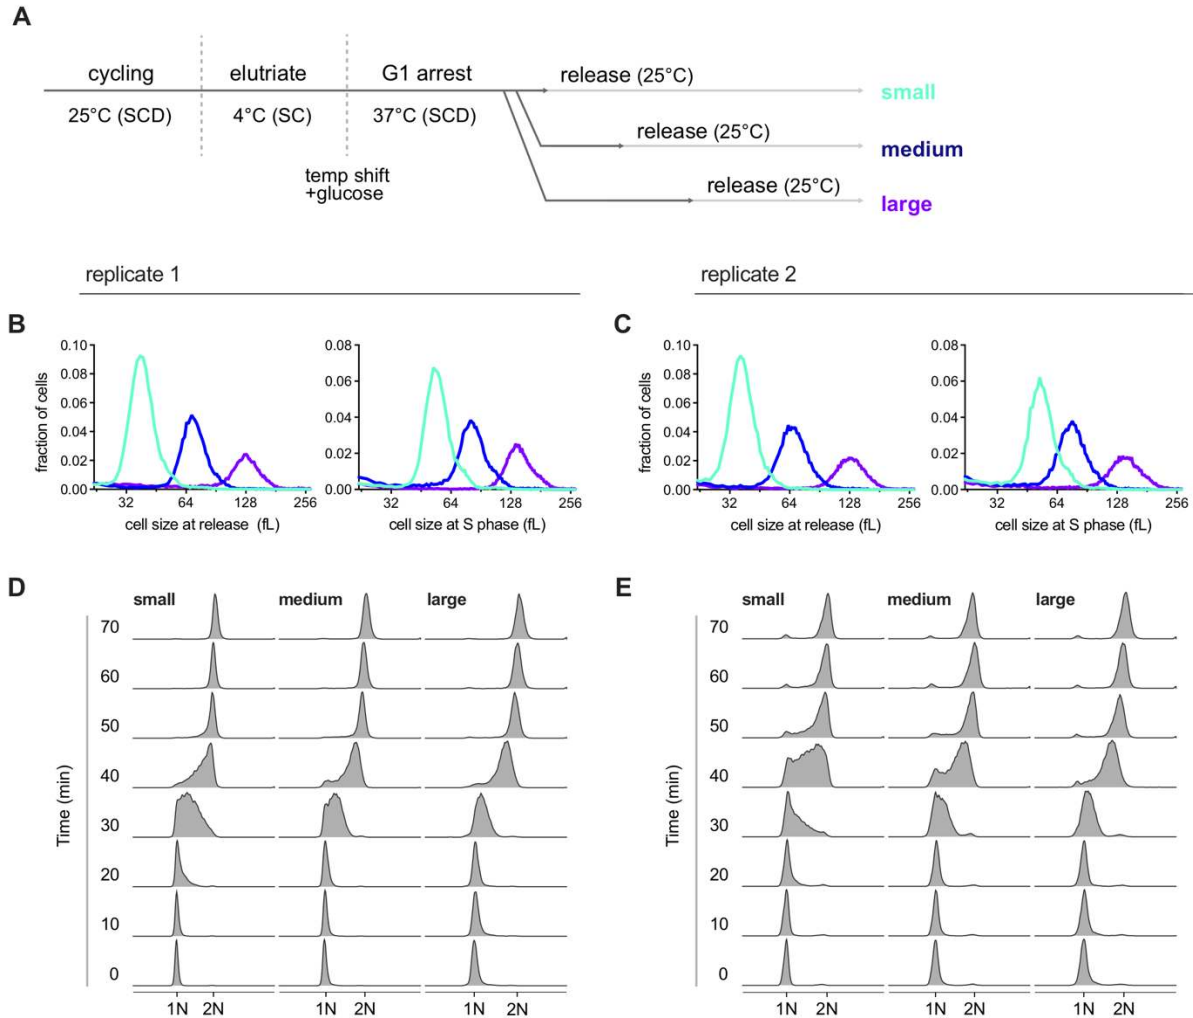 A
cycling elutriate G1 arrest release (25°C) small
25°C (SCD) 4°C (SC) 37°C (SCD)
release (25°C) medium
temp shift
+glucose
release (25°C) large
replicate 1 replicate 2
B C
0.10 0.08 0.10 0.08
0.08 0.06 0.08 0.06
0.06 0.04 0.06 0.04
0.04 0.02 0.04 0.02
0.02 0.00 0.02 0.00
0.00 0.00
fraction of cells fraction of cells
32 64 128 256 32 64 128 256 32 64 128 256 32 64 128 256
cell size at release (fL) cell size at S phase (fL) cell size at release (fL) cell size at S phase (fL)
D E
small medium large small medium large
70 70
60 60
50 50
40 40
30 30
20 20
10 10
0 0
Time (min) Time (min)
1N 2N 1N 2N 1N 2N 1N 2N 1N 2N 1N 2N